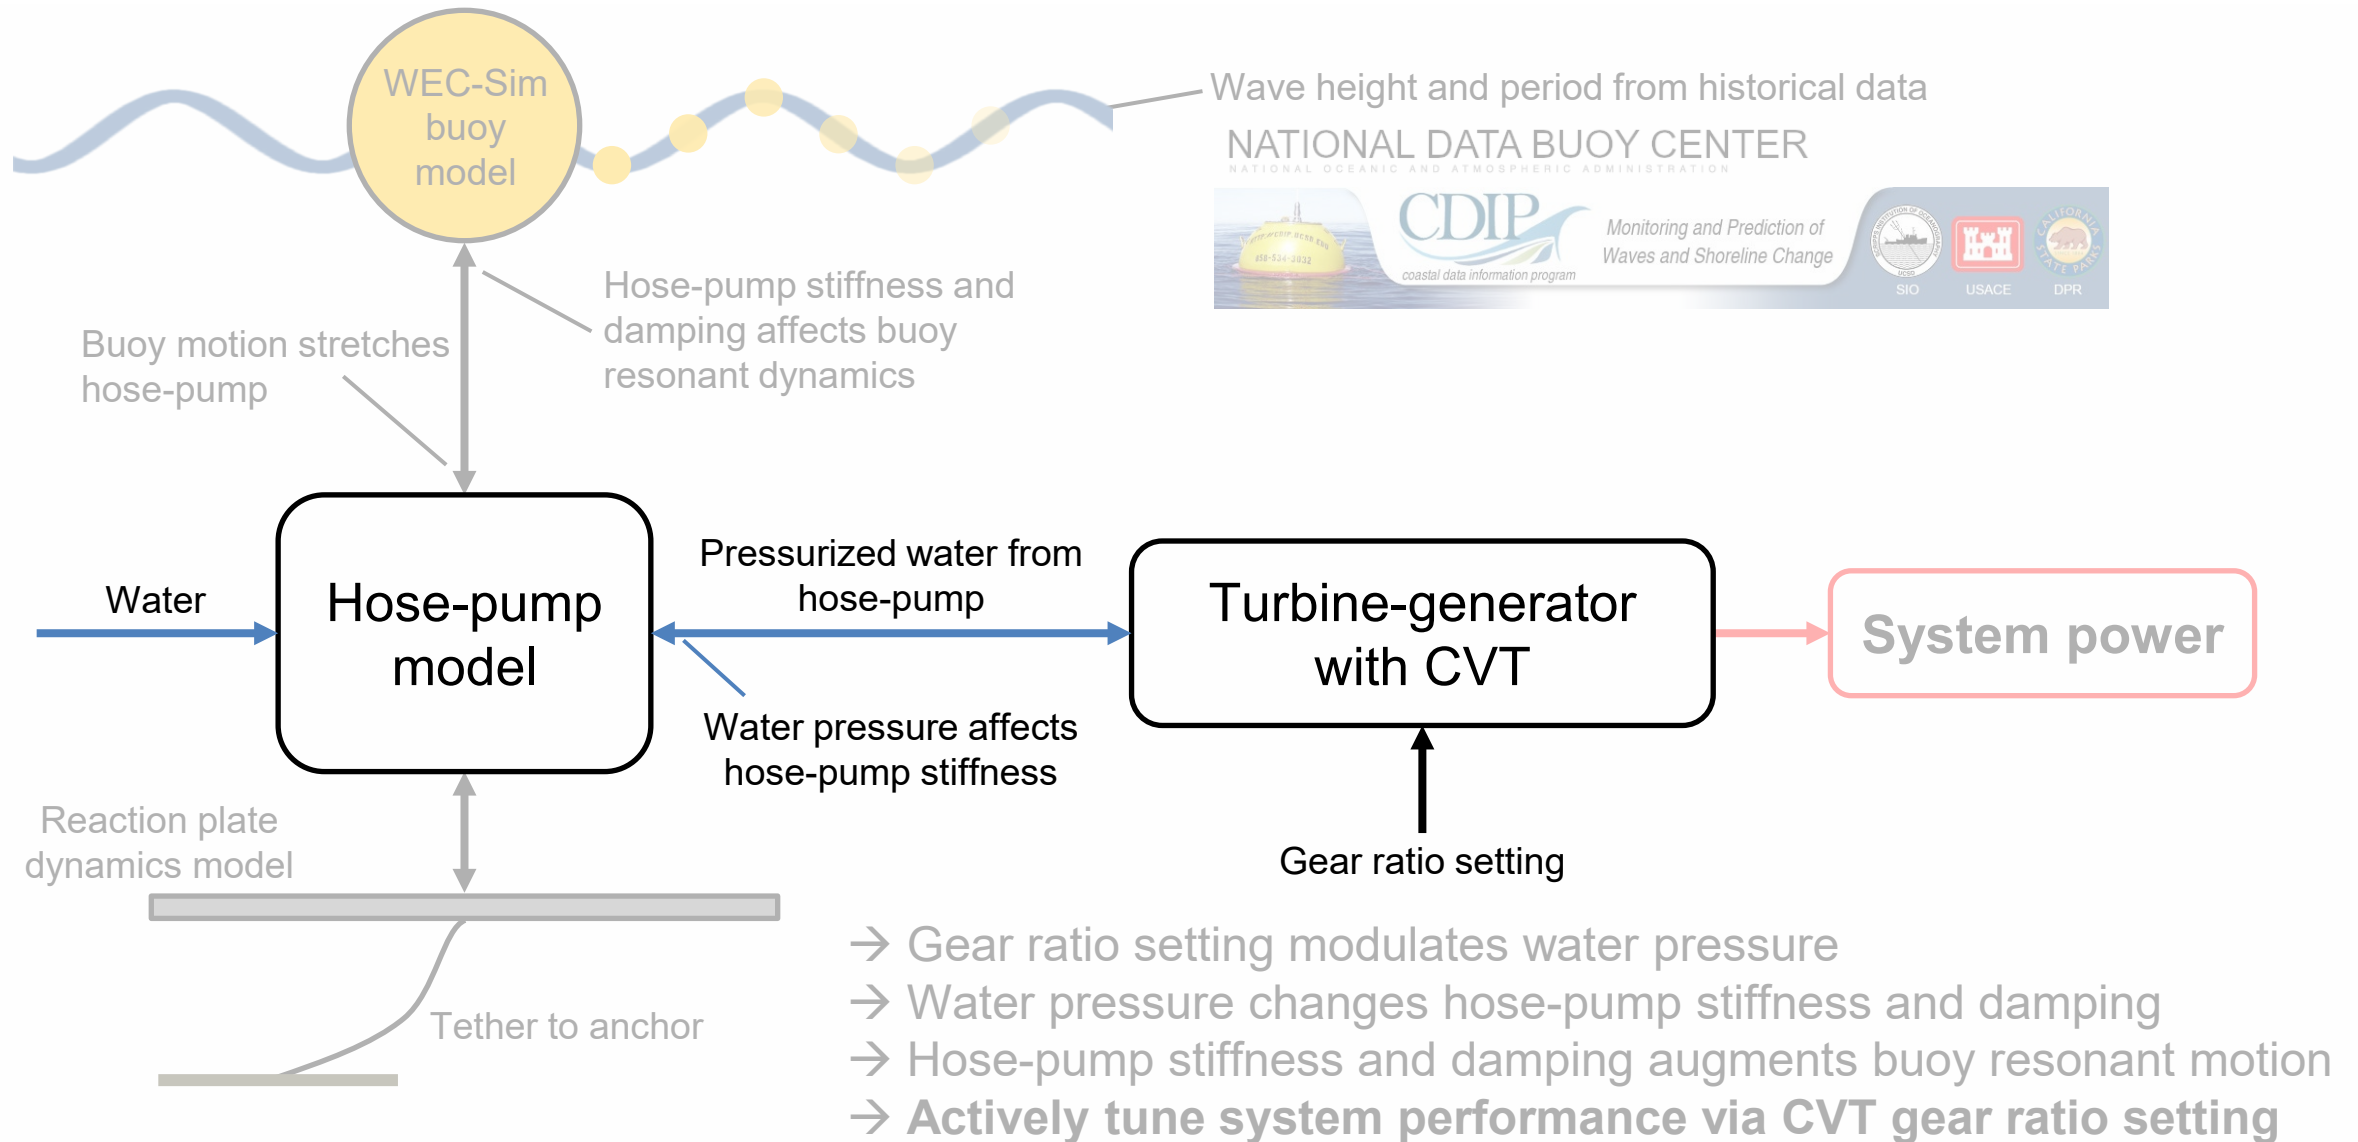 WEC-Sim
buoy
model
Wave height and period from historical data
NATIONAL DATA BUOY CENTER
NATIONAL OCEANIC AND ATMOSPHERIC ADMINISTRATION
CDIP
coastal data information program
Monitoring and Prediction of
Waves and Shoreline Change
SIO
USACE
DPR
CALIFORNIA
STATE PARKS
UCSD
Hose-pump stiffness and
damping affects buoy
resonant dynamics
Buoy motion stretches
hose-pump
Water
Hose-pump
model
Pressurized water from
hose-pump
Water pressure affects
hose-pump stiffness
Turbine-generator
with CVT
System power
Gear ratio setting
Reaction plate
dynamics model
Tether to anchor
→ Gear ratio setting modulates water pressure
→ Water pressure changes hose-pump stiffness and damping
→ Hose-pump stiffness and damping augments buoy resonant motion
→ Actively tune system performance via CVT gear ratio setting